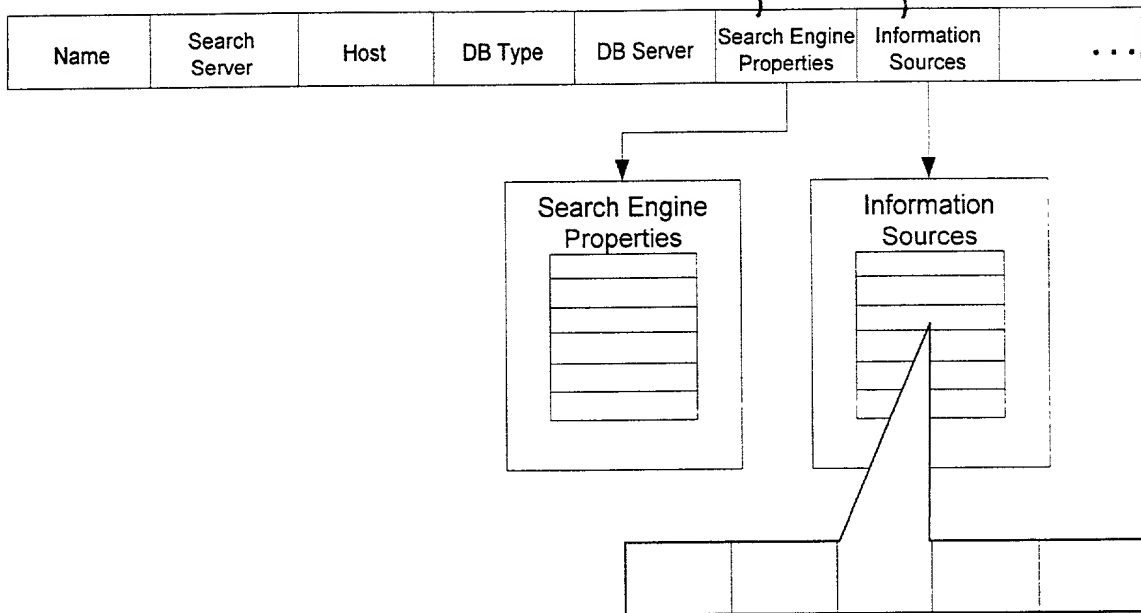 Name
Search
Server
Host
DB Type
DB Server
Search Engine
Properties
Information
Sources
...
Search Engine
Properties
Information
Sources